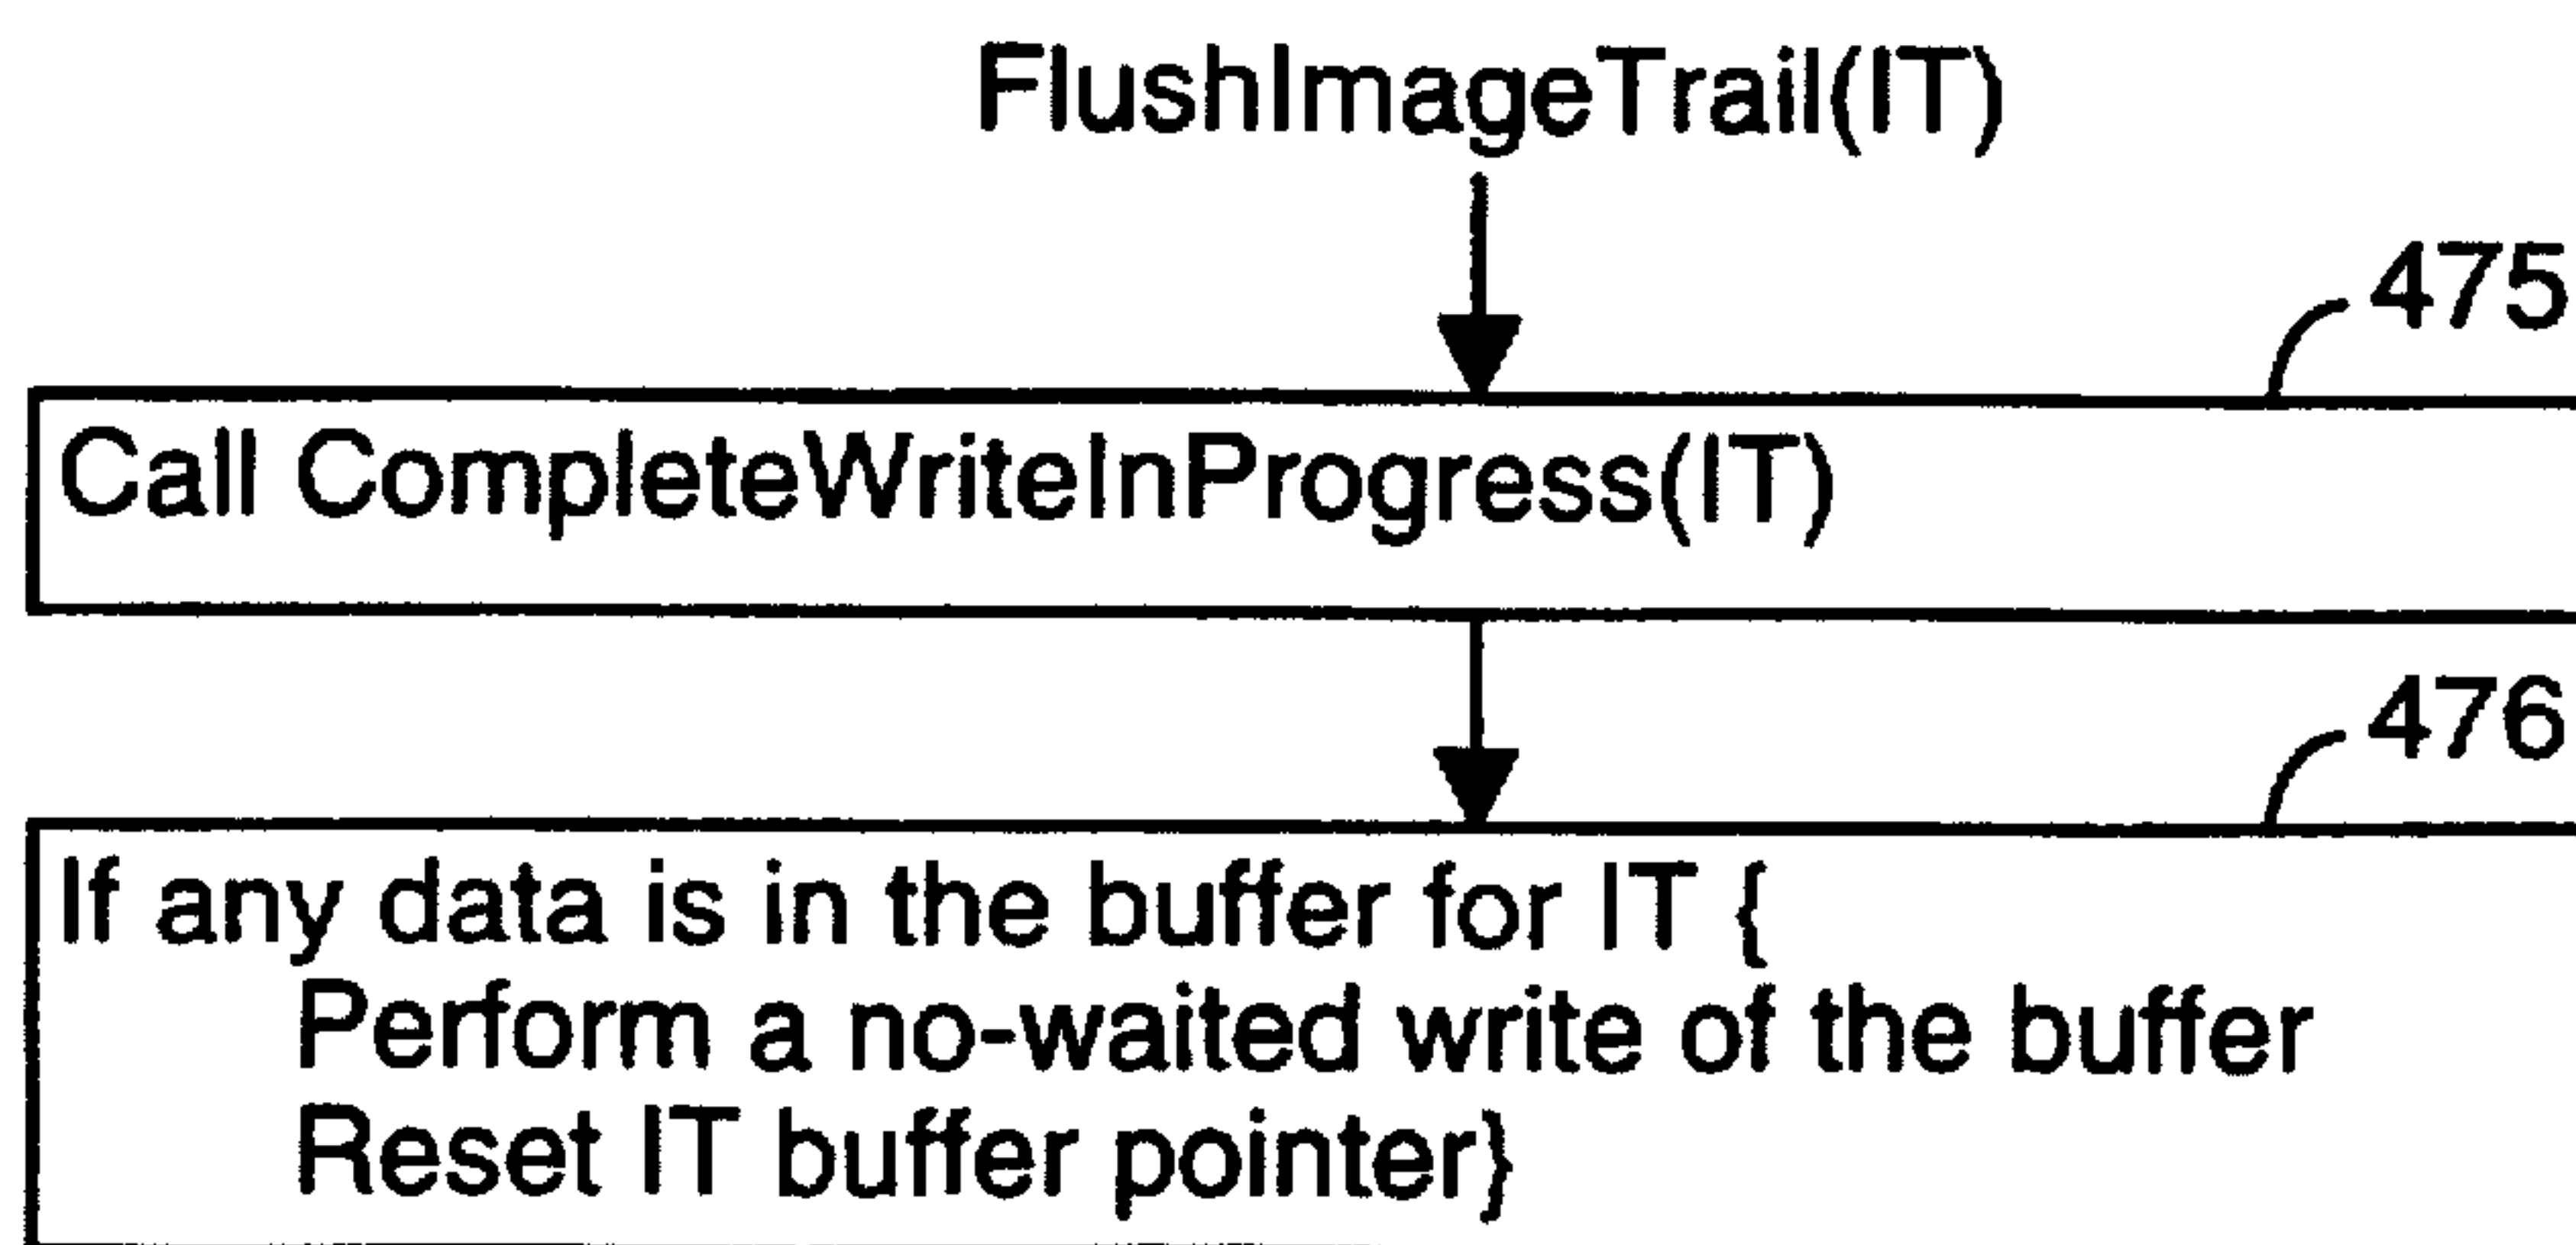 FlushImageTrail(IT)
475
Call CompleteWriteInProgress(IT)
476
If any data is in the buffer for IT {
Perform a no-waited write of the buffer
Reset IT buffer pointer}